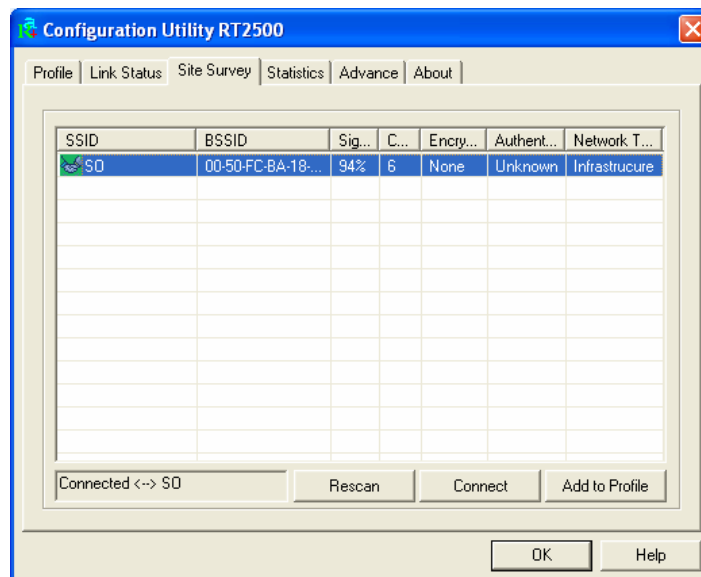 Configuration Utility RT2500
Profile Link Status Site Survey Statistics Advance About
SSID BSSID Sig... C... Encry... Authent... Network T...
SO 00-50-FC-BA-18-... 94% 6 None Unknown Infrastrucure
Connected <--> SO Rescan Connect Add to Profile
OK Help